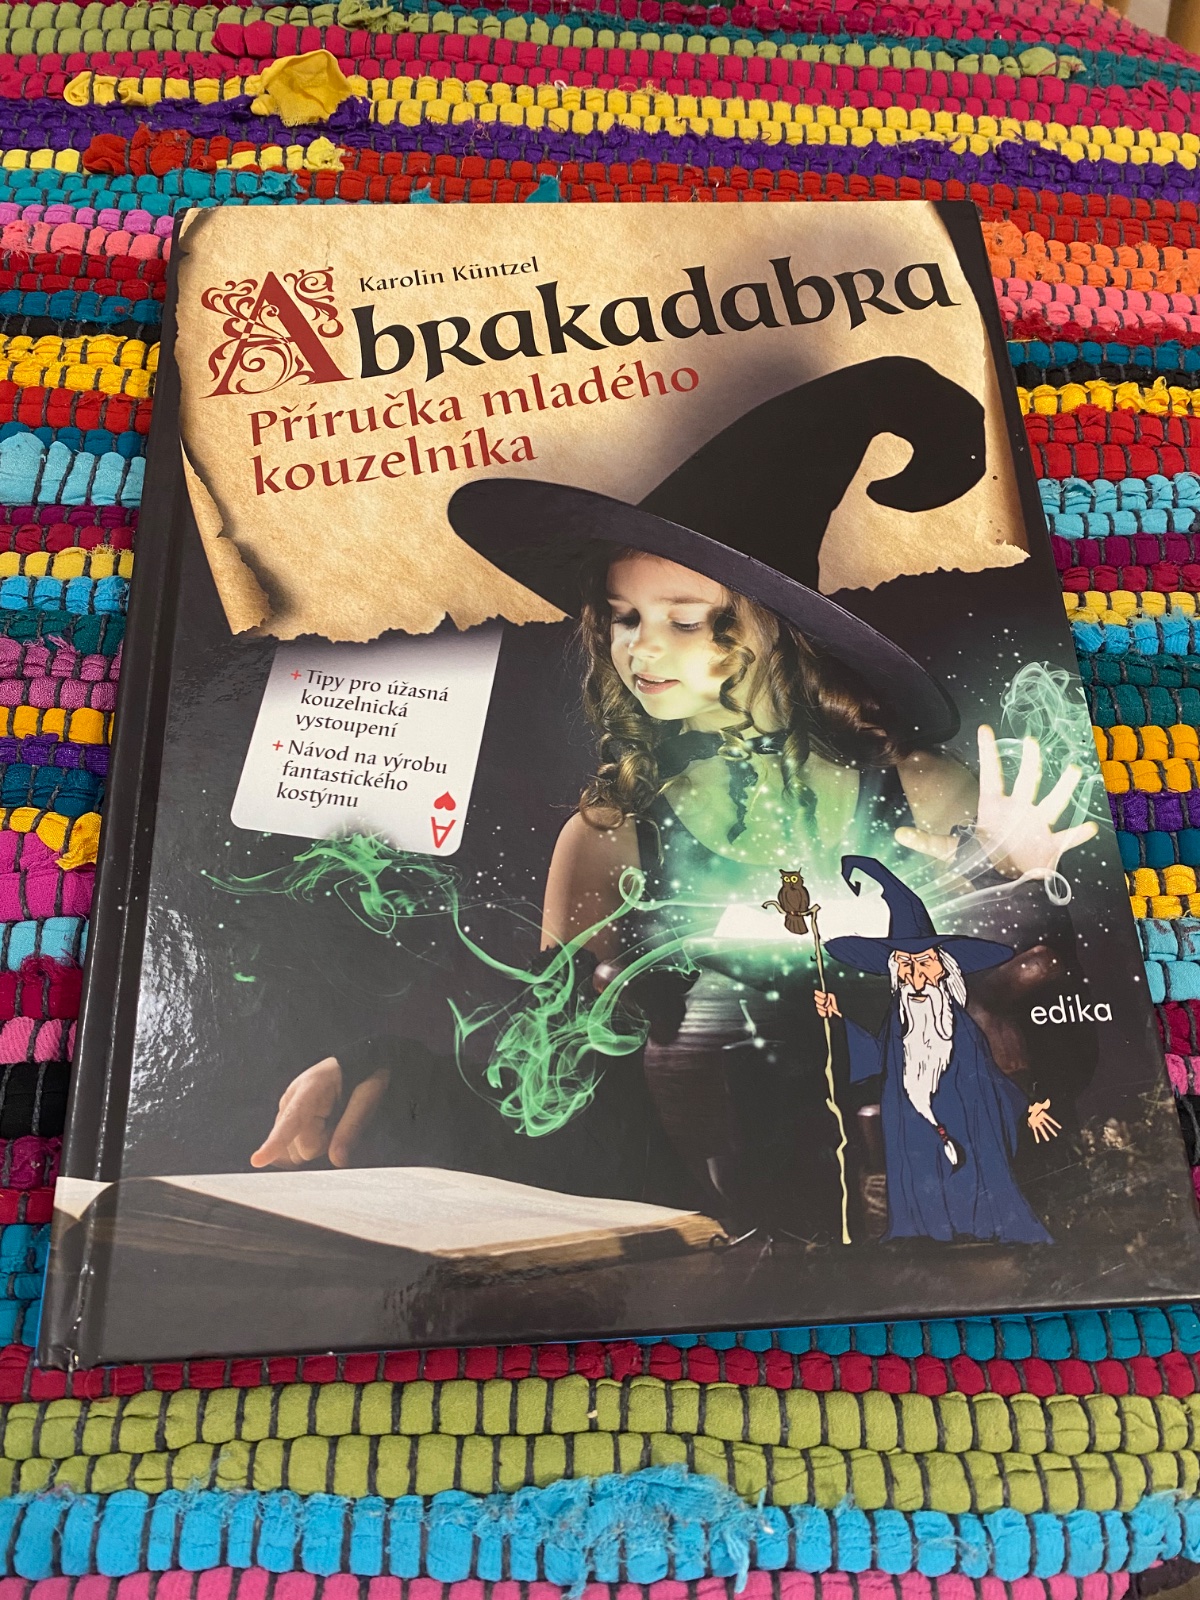 Karolin Küntzel
Abrakadabra
Příručka mladého
kouzelníka
+ Tipy pro úžasná
kouzelnická
vystoupení
+ Návod na výrobu
fantastického
kostýmu
A
edika